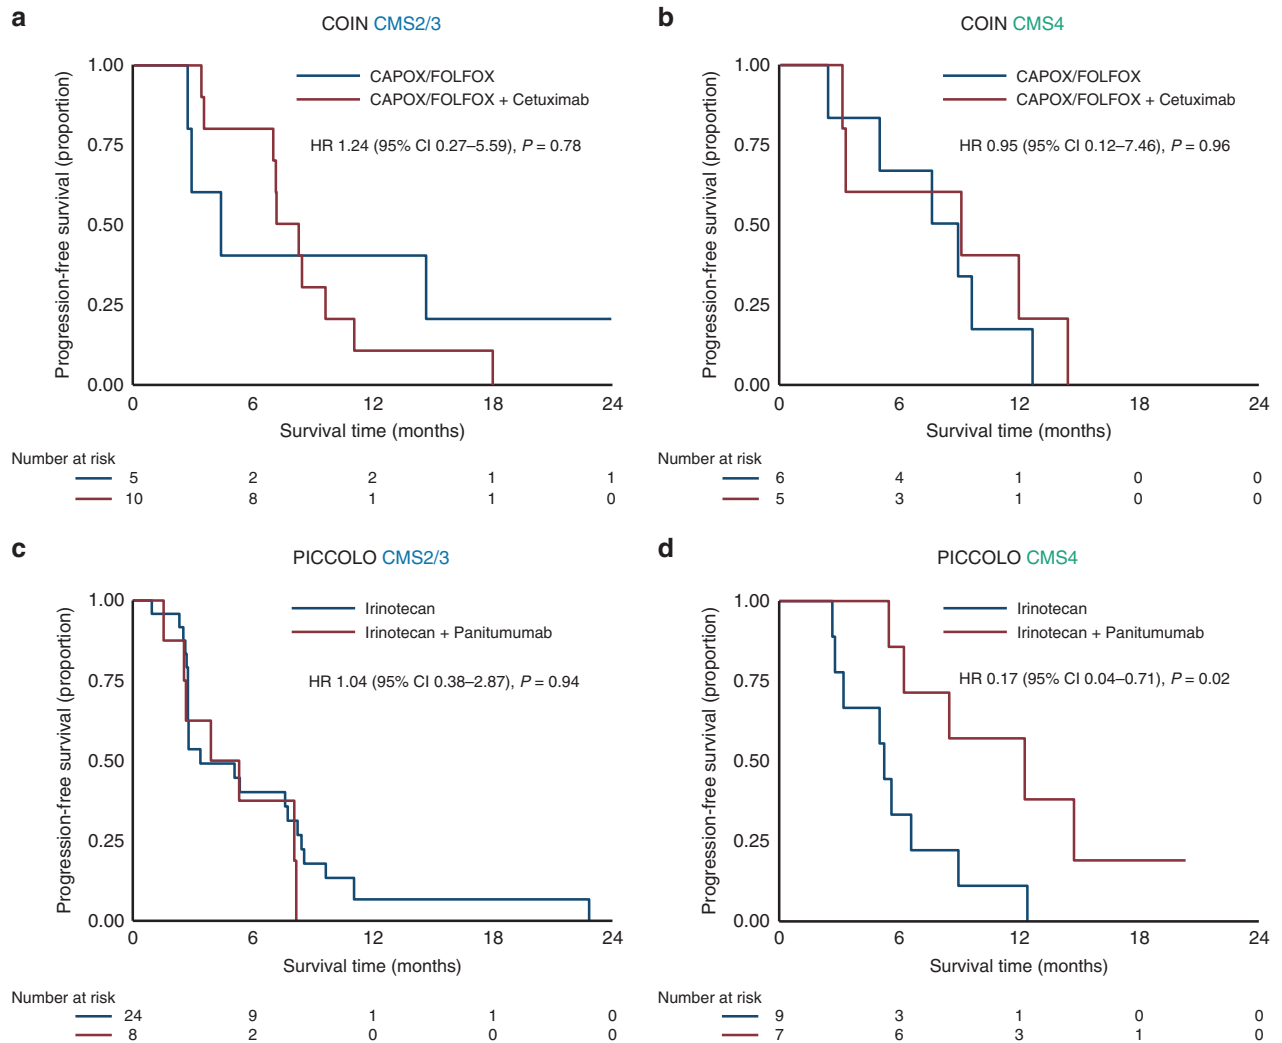 a
COIN CMS2/3
Progression-free survival (proportion)
1.00
0.75
0.50
0.25
0.00
CAPOX/FOLFOX
CAPOX/FOLFOX + Cetuximab
HR 1.24 (95% CI 0.27–5.59), P = 0.78
0 6 12 18 24
Survival time (months)
Number at risk
5 2 2 1 1
10 8 1 1 0
b
COIN CMS4
Progression-free survival (proportion)
1.00
0.75
0.50
0.25
0.00
CAPOX/FOLFOX
CAPOX/FOLFOX + Cetuximab
HR 0.95 (95% CI 0.12–7.46), P = 0.96
0 6 12 18 24
Survival time (months)
Number at risk
6 4 1 0 0
5 3 1 0 0
c
PICCOLO CMS2/3
Progression-free survival (proportion)
1.00
0.75
0.50
0.25
0.00
Irinotecan
Irinotecan + Panitumumab
HR 1.04 (95% CI 0.38–2.87), P = 0.94
0 6 12 18 24
Survival time (months)
Number at risk
24 9 1 1 0
8 2 0 0 0
d
PICCOLO CMS4
Progression-free survival (proportion)
1.00
0.75
0.50
0.25
0.00
Irinotecan
Irinotecan + Panitumumab
HR 0.17 (95% CI 0.04–0.71), P = 0.02
0 6 12 18 24
Survival time (months)
Number at risk
9 3 1 0 0
7 6 3 1 0